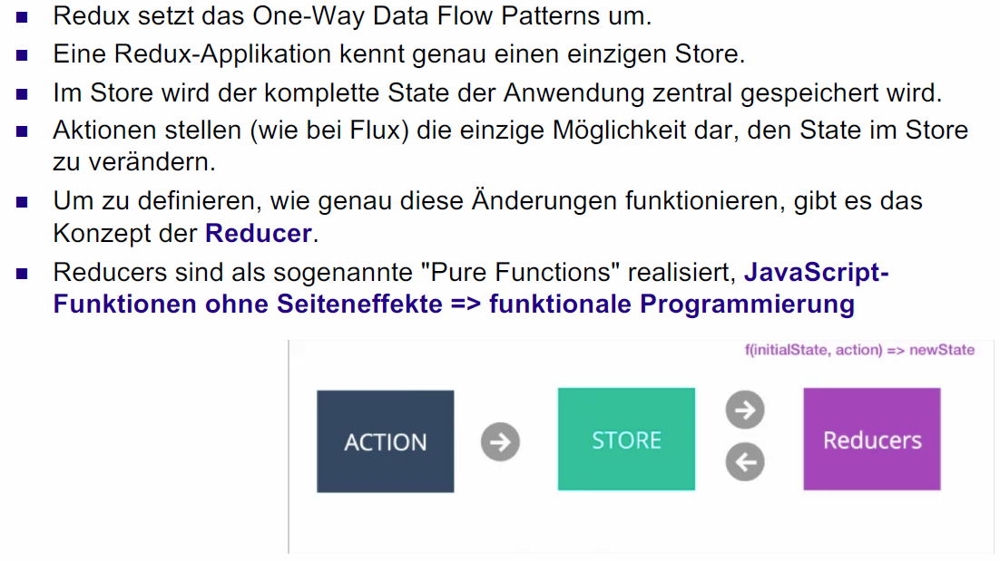 Redux setzt das One-Way Data Flow Patterns um.
Eine Redux-Applikation kennt genau einen einzigen Store.
Im Store wird der komplette State der Anwendung zentral gespeichert wird.
Aktionen stellen (wie bei Flux) die einzige Möglichkeit dar, den State im Store
zu verändern.
Um zu definieren, wie genau diese Änderungen funktionieren, gibt es das
Konzept der Reducer.
Reducers sind als sogenannte "Pure Functions" realisiert, JavaScript-
Funktionen ohne Seiteneffekte => funktionale Programmierung
f(initialState, action) => newState
ACTION
STORE
Reducers